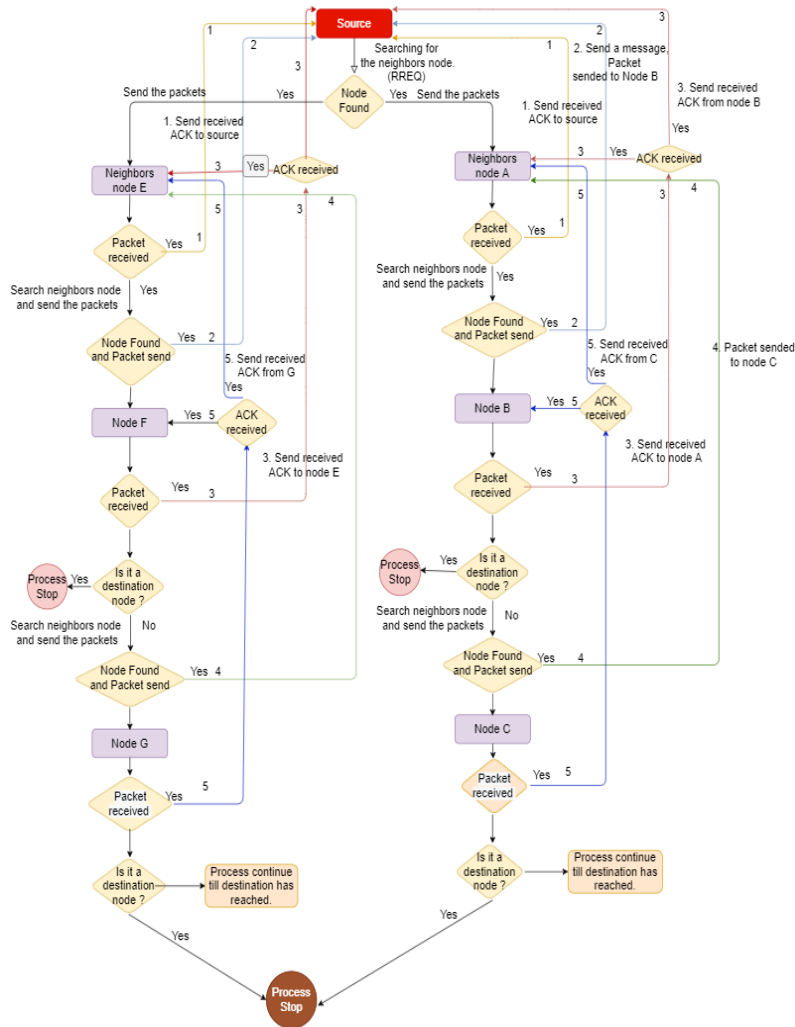 Source
1
2
3
3
2
1
3
Searching for
the neighbors node.
(RREQ)
2. Send a message,
Packet
sended to Node B
3. Send received
ACK from node B
Node
Found
Send the packets
Yes
Yes
Send the packets
1. Send received
ACK to source
1. Send received
ACK to source
Yes
Neighbors
node E
3
Yes
ACK received
Neighbors
node A
3
Yes
ACK received
5
3
4
5
3
4
Packet
received
Yes
1
Packet
received
Yes
1
Search neighbors node
and send the packets
Yes
Search neighbors node
and send the packets
Yes
Node Found
and Packet send
Yes
2
Node Found
and Packet send
Yes
2
5. Send received
ACK from G
Yes
5. Send received
ACK from C
Yes
4. Packet sended
to node C
Node F
Yes
5
ACK
received
Node B
Yes
5
ACK
received
3. Send received
ACK to node E
3. Send received
ACK to node A
Packet
received
Yes
3
Packet
received
Yes
3
Process
Stop
Yes
Is it a
destination
node ?
Process
Stop
Yes
Is it a
destination
node ?
Search neighbors node
and send the packets
No
Search neighbors node
and send the packets
No
Node Found
and Packet send
Yes
4
Node Found
and Packet send
Yes
4
Node G
Node C
Packet
received
Yes
5
Packet
received
Yes
5
Is it a
destination
node ?
Process continue
till destination has
reached.
Is it a
destination
node ?
Process continue
till destination has
reached.
Yes
Yes
Process
Stop